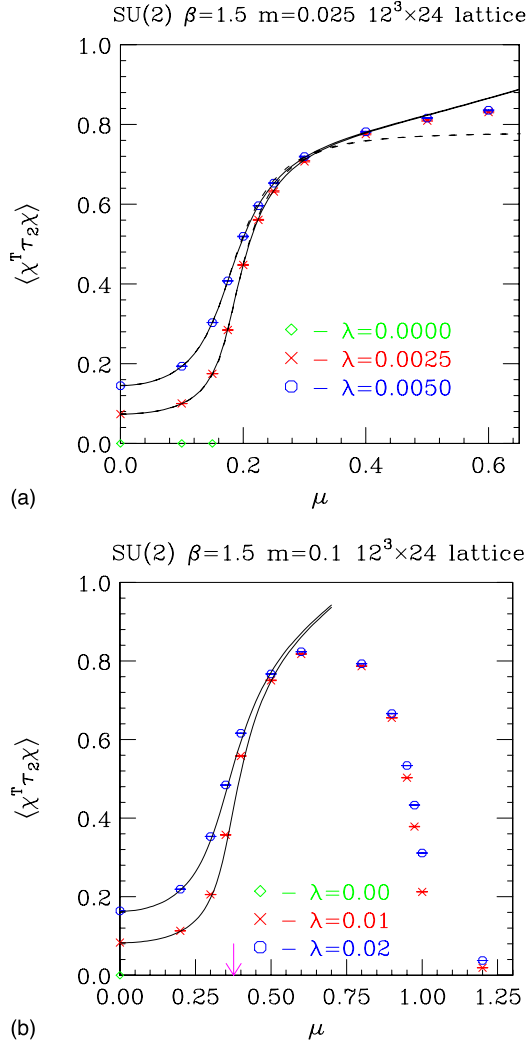 SU(2) β=1.5 m=0.025 12³×24 lattice
1.0
0.8
0.6
0.4
0.2
0.0
⟨χᵀτ₂χ⟩
◇ − λ=0.0000
× − λ=0.0025
○ − λ=0.0050
0.0 0.2 0.4 0.6
μ
(a)
SU(2) β=1.5 m=0.1 12³×24 lattice
1.0
0.8
0.6
0.4
0.2
0.0
⟨χᵀτ₂χ⟩
◇ − λ=0.00
× − λ=0.01
○ − λ=0.02
0.00 0.25 0.50 0.75 1.00 1.25
μ
(b)